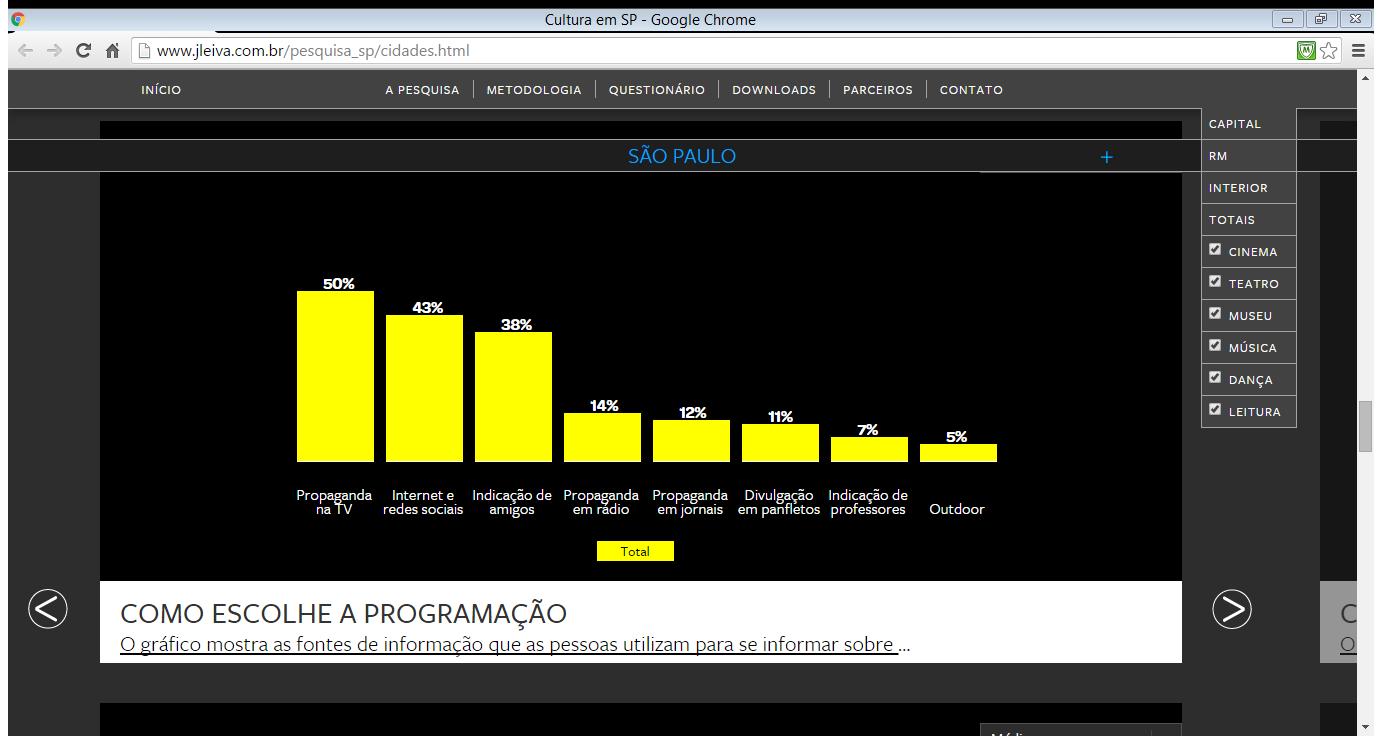 Cultura em SP - Google Chrome
www.jleiva.com.br/pesquisa_sp/cidades.html
INÍCIO A PESQUISA METODOLOGIA QUESTIONÁRIO DOWNLOADS PARCEIROS CONTATO
CAPITAL
SÃO PAULO +
RM
INTERIOR
TOTAIS
CINEMA
TEATRO
MUSEU
MÚSICA
DANÇA
LEITURA
50%
43%
38%
14%
12%
11%
7%
5%
Propaganda
na TV
Internet e
redes sociais
Indicação de
amigos
Propaganda
em rádio
Propaganda
em jornais
Divulgação
em panfletos
Indicação de
professores
Outdoor
Total
COMO ESCOLHE A PROGRAMAÇÃO
O gráfico mostra as fontes de informação que as pessoas utilizam para se informar sobre ...
C
O